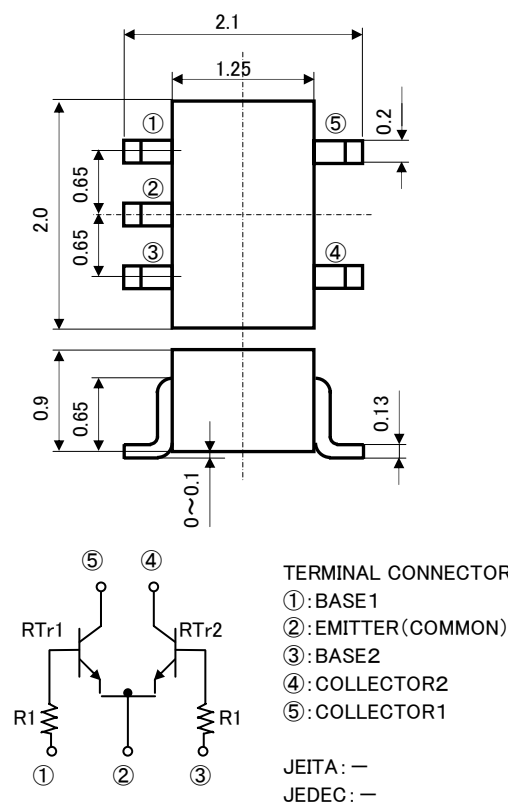 2.1
1.25
①
⑤
0.2
0.65
②
2.0
0.65
③
④
0.9
0.65
0.13
0～0.1
⑤ ④
RTr1 RTr2
R1 R1
① ② ③
TERMINAL CONNECTOR
①:BASE1
②:EMITTER(COMMON)
③:BASE2
④:COLLECTOR2
⑤:COLLECTOR1
JEITA:－
JEDEC:－